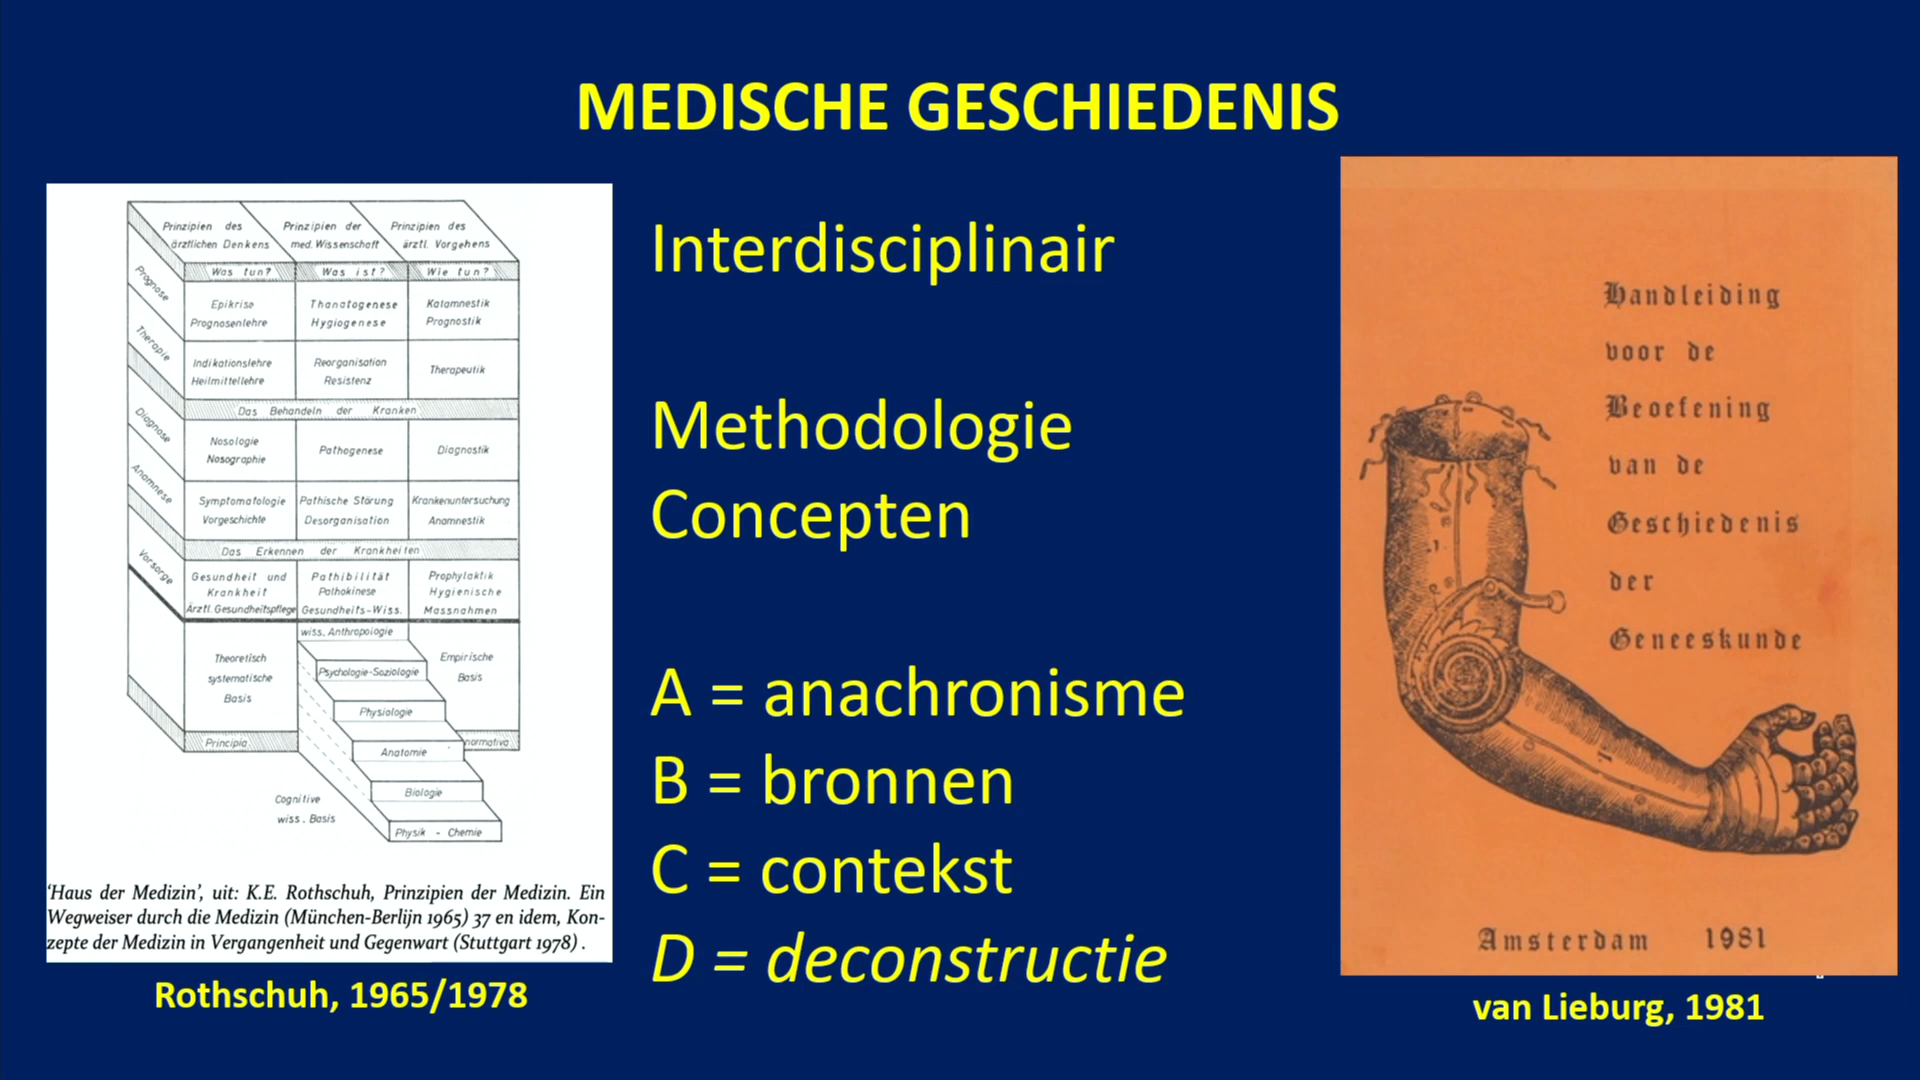 MEDISCHE GESCHIEDENIS
Prinzipien des
ärztlichen Denkens
Prinzipien der
med. Wissenschaft
Prinzipien des
ärztl. Vorgehens
Was tun?
Was ist?
Wie tun?
Prognose
Epikrise
Prognosenlehre
Thanatogenese
Hygiogenese
Katamnestik
Prognostik
Therapie
Indikationslehre
Heilmittellehre
Reorganisation
Resistenz
Therapeutik
Das Behandeln der Kranken
Diagnose
Nosologie
Nosographie
Pathogenese
Diagnostik
Anamnese
Symptomatologie
Vorgeschichte
Pathische Störung
Desorganisation
Krankenuntersuchung
Anamnestik
Das Erkennen der Krankheiten
Vorsorge
Gesundheit und
Krankheit
Ärztl. Gesundheitspflege
Pathibilität
Pathokinese
Gesundheits-Wiss.
Prophylaktik
Hygienische
Massnahmen
wiss. Anthropologie
Theoretisch
systematische
Basis
Psychologie-Soziologie
Empirische
Basis
Physiologie
Principia
Anatomie
normativa
Biologie
Cognitive
wiss. Basis
Physik - Chemie
‘Haus der Medizin’, uit: K.E. Rothschuh, Prinzipien der Medizin. Ein
Wegweiser durch die Medizin (München-Berlijn 1965) 37 en idem, Kon-
zepte der Medizin in Vergangenheit und Gegenwart (Stuttgart 1978) .
Rothschuh, 1965/1978
Interdisciplinair
Methodologie
Concepten
A = anachronisme
B = bronnen
C = contekst
D = deconstructie
Handleiding
voor de
Beoefening
van de
Geschiedenis
der
Geneeskunde
Amsterdam 1981
van Lieburg, 1981